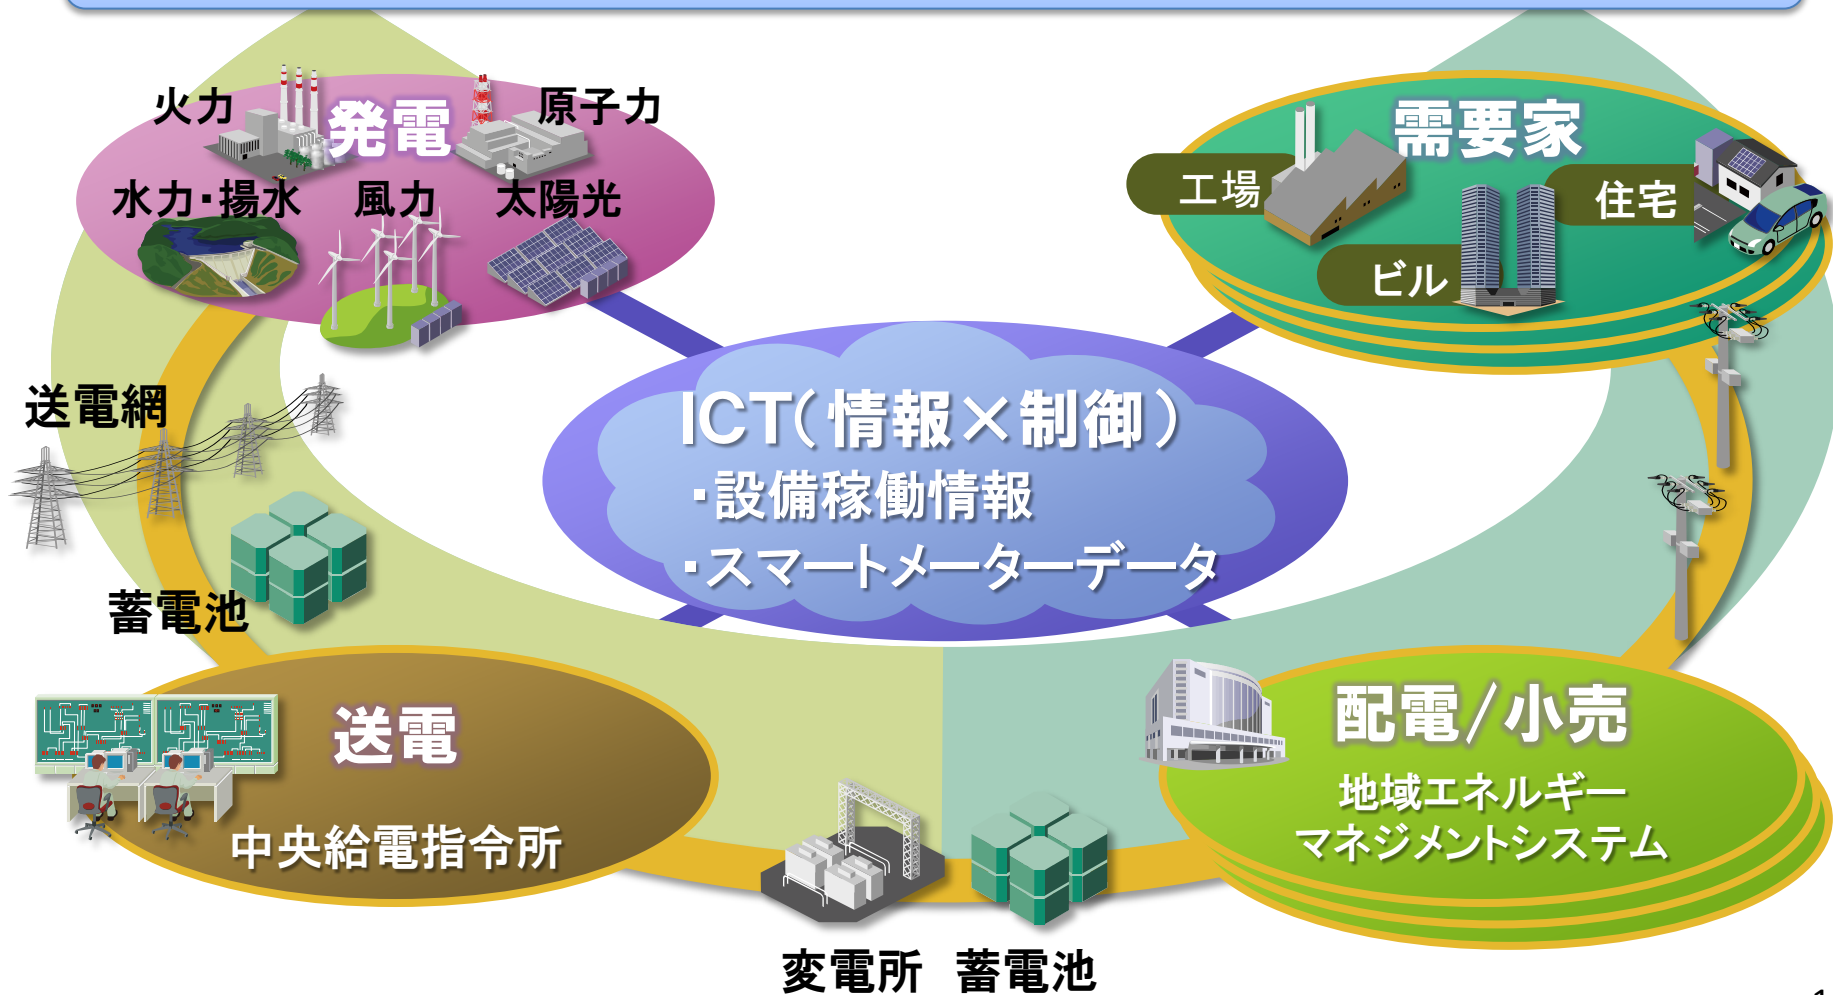 火力
発電
原子力
水力・揚水
風力
太陽光
需要家
工場
住宅
ビル
送電網
ICT(情報×制御)
・設備稼働情報
・スマートメーターデータ
蓄電池
送電
中央給電指令所
配電/小売
地域エネルギー
マネジメントシステム
変電所 蓄電池